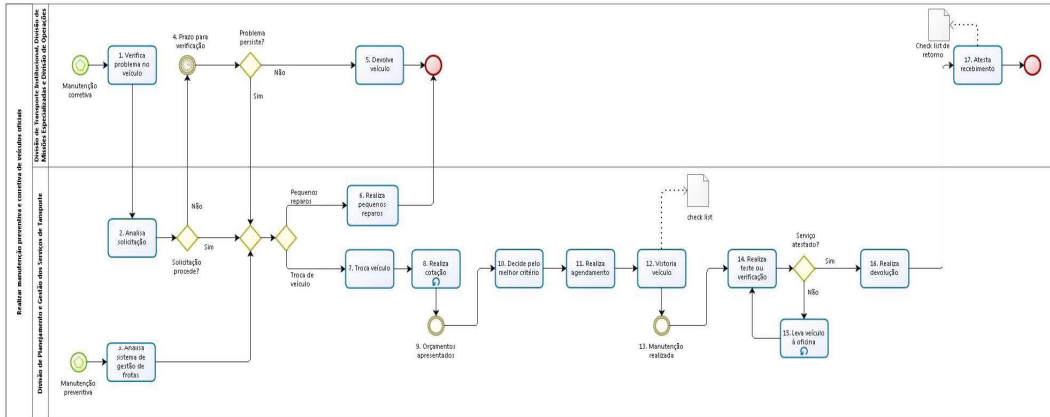 Realizar manutenção preventiva e corretiva de veículos oficiais
Divisão de Transporte Institucional, Divisão de
Missões Especializadas e Divisão de Operações
Manutenção
corretiva
1. Verifica
problema no
veículo
4. Prazo para
verificação
Problema
persiste?
Não
Sim
5. Devolve
veículo
Check list de
retorno
17. Atesta
recebimento
Divisão de Planejamento e Gestão dos Serviços de Tansporte
2. Analisa
solicitação
Não
Sim
Solicitação
procede?
Pequenos
reparos
6. Realiza
pequenos
reparos
Troca de
veículo
7. Troca veículo
8. Realiza
cotação
9. Orçamentos
apresentados
10. Decide pelo
melhor critério
11. Realiza
agendamento
12. Vistoria
veículo
check list
13. Manutenção
realizada
14. Realiza
teste ou
verificação
Serviço
atestado?
Sim
Não
15. Leva veículo
à oficina
16. Realiza
devolução
Manutenção
preventiva
3. Analisa
sistema de
gestão de
frotas